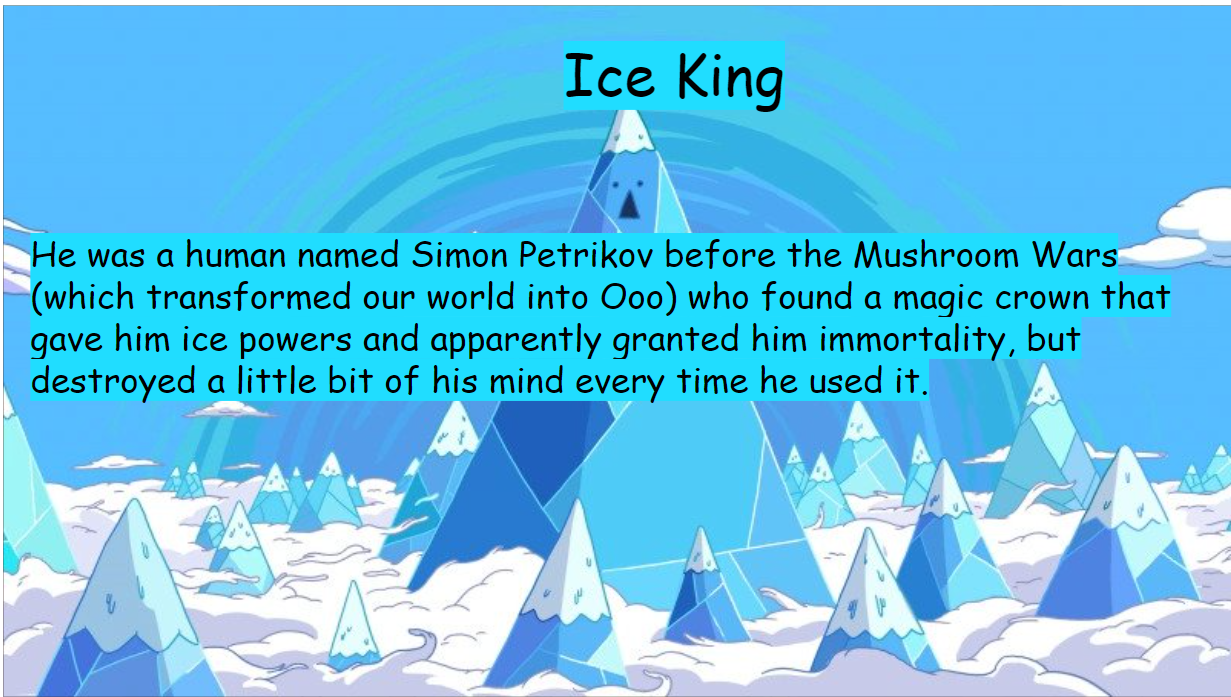 Ice King
He was a human named Simon Petrikov before the Mushroom Wars
(which transformed our world into Ooo) who found a magic crown that
gave him ice powers and apparently granted him immortality, but
destroyed a little bit of his mind every time he used it.